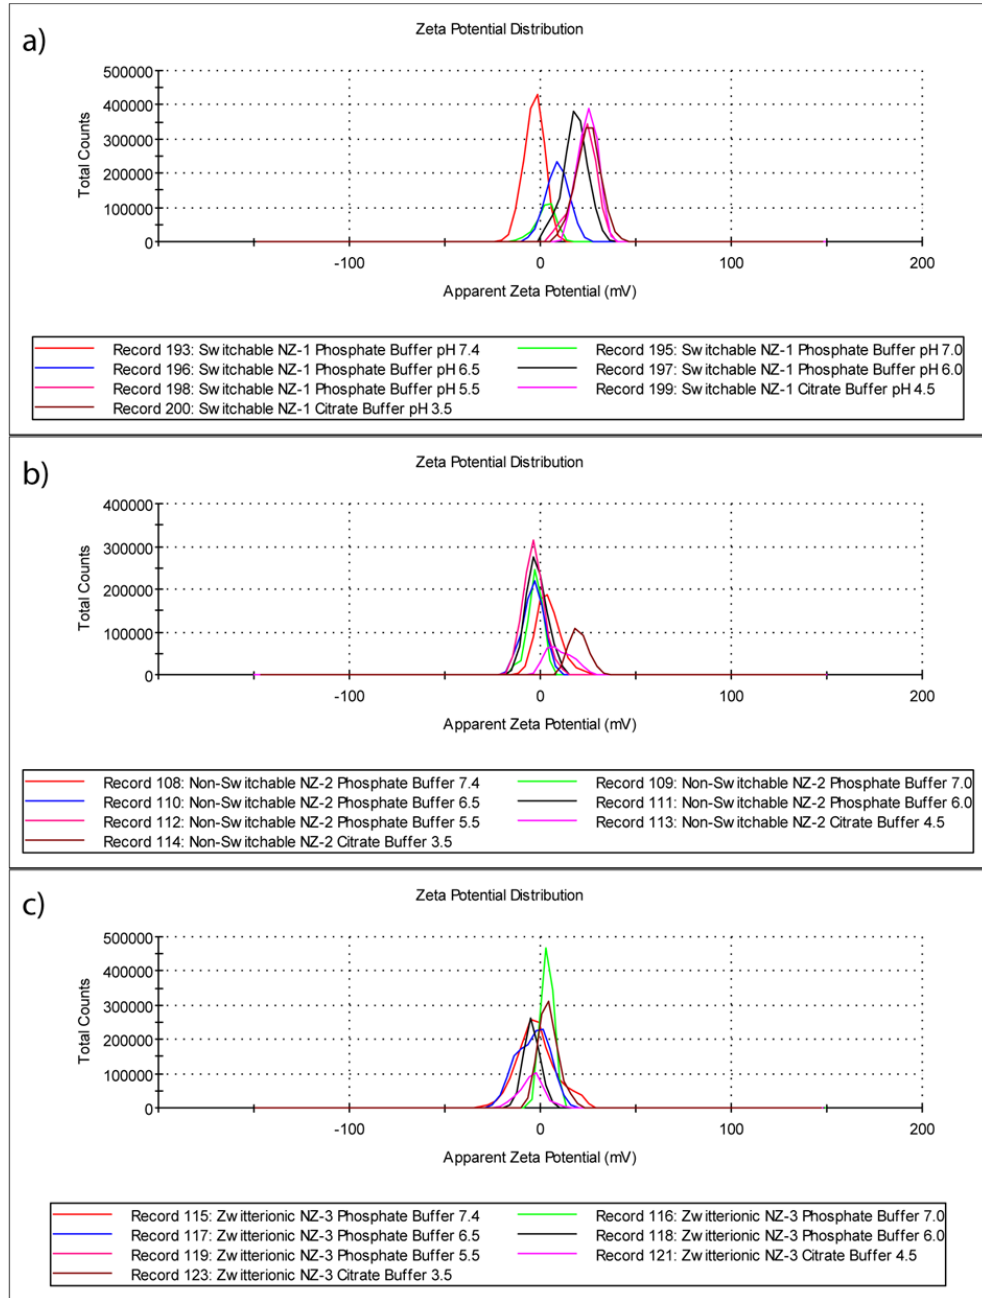 a)
Zeta Potential Distribution
500000
400000
300000
200000
100000
0
Total Counts
-100 0 100 200
Apparent Zeta Potential (mV)
Record 193: Switchable NZ-1 Phosphate Buffer pH 7.4
Record 195: Switchable NZ-1 Phosphate Buffer pH 7.0
Record 196: Switchable NZ-1 Phosphate Buffer pH 6.5
Record 197: Switchable NZ-1 Phosphate Buffer pH 6.0
Record 198: Switchable NZ-1 Phosphate Buffer pH 5.5
Record 199: Switchable NZ-1 Citrate Buffer pH 4.5
Record 200: Switchable NZ-1 Citrate Buffer pH 3.5
b)
Zeta Potential Distribution
400000
300000
200000
100000
0
Total Counts
-100 0 100 200
Apparent Zeta Potential (mV)
Record 108: Non-Switchable NZ-2 Phosphate Buffer 7.4
Record 109: Non-Switchable NZ-2 Phosphate Buffer 7.0
Record 110: Non-Switchable NZ-2 Phosphate Buffer 6.5
Record 111: Non-Switchable NZ-2 Phosphate Buffer 6.0
Record 112: Non-Switchable NZ-2 Phosphate Buffer 5.5
Record 113: Non-Switchable NZ-2 Citrate Buffer 4.5
Record 114: Non-Switchable NZ-2 Citrate Buffer 3.5
c)
Zeta Potential Distribution
500000
400000
300000
200000
100000
0
Total Counts
-100 0 100 200
Apparent Zeta Potential (mV)
Record 115: Zwitterionic NZ-3 Phosphate Buffer 7.4
Record 116: Zwitterionic NZ-3 Phosphate Buffer 7.0
Record 117: Zwitterionic NZ-3 Phosphate Buffer 6.5
Record 118: Zwitterionic NZ-3 Phosphate Buffer 6.0
Record 119: Zwitterionic NZ-3 Phosphate Buffer 5.5
Record 121: Zwitterionic NZ-3 Citrate Buffer 4.5
Record 123: Zwitterionic NZ-3 Citrate Buffer 3.5